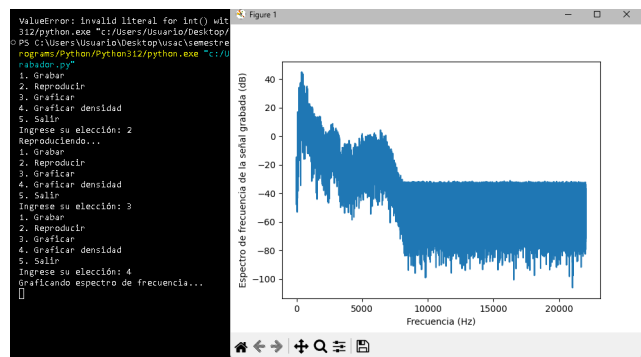 ValueError: invalid literal for int() wit
312/python.exe "c:/Users/Usuario/Desktop/
PS C:\Users\Usuario\Desktop\usac\semestre
rograms/Python/Python312/python.exe "c:/U
rabador.py"
1. Grabar
2. Reproducir
3. Graficar
4. Graficar densidad
5. Salir
Ingrese su elección: 2
Reproduciendo...
1. Grabar
2. Reproducir
3. Graficar
4. Graficar densidad
5. Salir
Ingrese su elección: 3
1. Grabar
2. Reproducir
3. Graficar
4. Graficar densidad
5. Salir
Ingrese su elección: 4
Graficando espectro de frecuencia...
Figure 1
Espectro de frecuencia de la señal grabada (dB)
40
20
0
−20
−40
−60
−80
−100
0 5000 10000 15000 20000
Frecuencia (Hz)